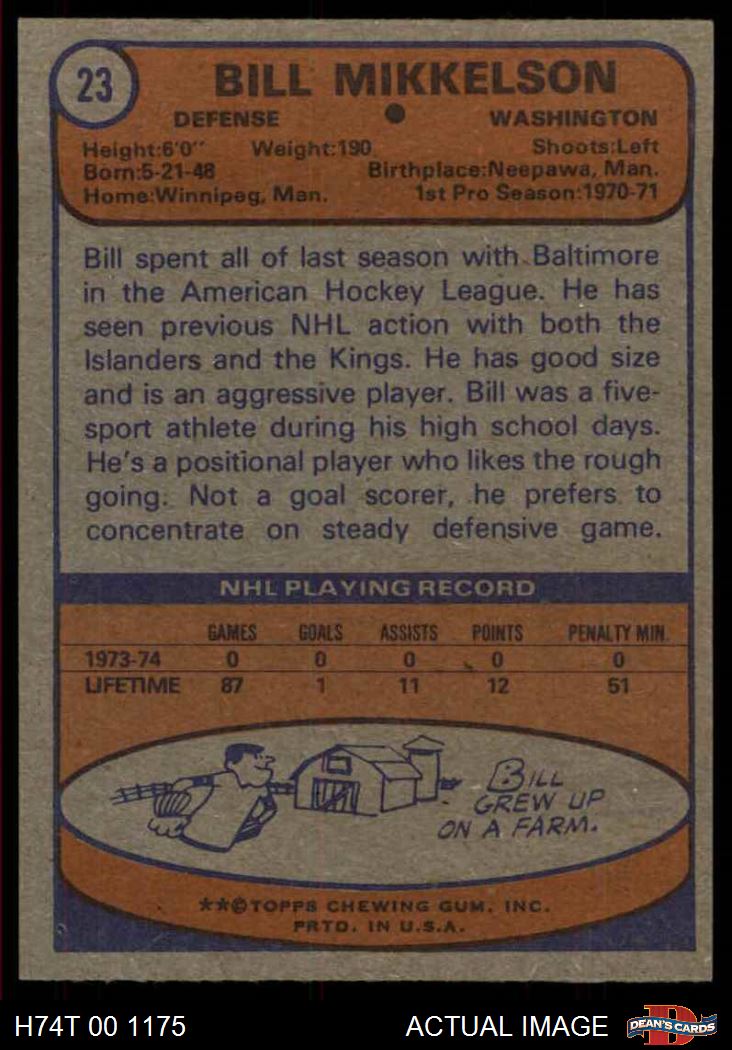 23
BILL MIKKELSON
DEFENSE ● WASHINGTON
Height:6'0" Weight:190 Shoots:Left
Born:5-21-48 Birthplace:Neepawa, Man.
Home:Winnipeg, Man. 1st Pro Season:1970-71
Bill spent all of last season with Baltimore
in the American Hockey League. He has
seen previous NHL action with both the
Islanders and the Kings. He has good size
and is an aggressive player. Bill was a five-
sport athlete during his high school days.
He's a positional player who likes the rough
going. Not a goal scorer, he prefers to
concentrate on steady defensive game.
NHL PLAYING RECORD
GAMES GOALS ASSISTS POINTS PENALTY MIN.
1973-74 0 0 0 0 0
LIFETIME 87 1 11 12 51
BILL
GREW UP
ON A FARM.
**©TOPPS CHEWING GUM, INC.
PRTD. IN U.S.A.
H74T 00 1175 ACTUAL IMAGE DEAN'S CARDS